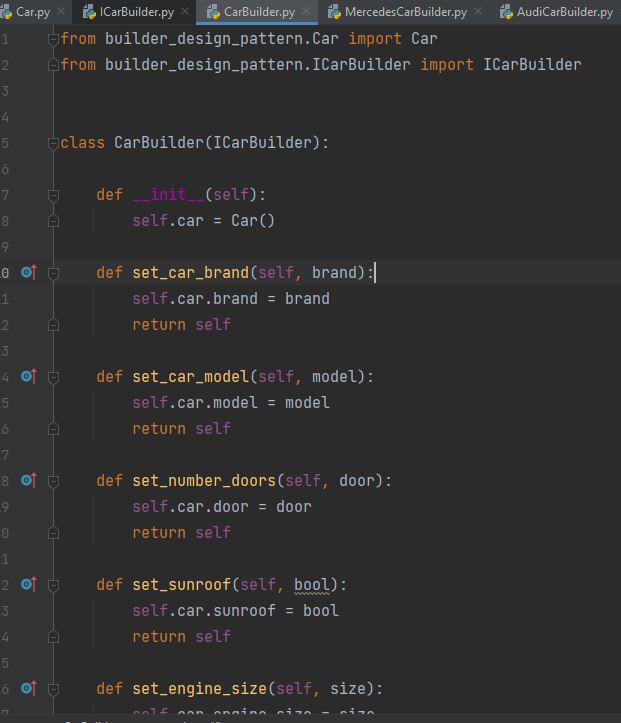 Car.py ICarBuilder.py CarBuilder.py MercedesCarBuilder.py AudiCarBuilder.py
1 from builder_design_pattern.Car import Car
2 from builder_design_pattern.ICarBuilder import ICarBuilder
3
4
5 class CarBuilder(ICarBuilder):
6
7 def __init__(self):
8 self.car = Car()
9
0 def set_car_brand(self, brand):
1 self.car.brand = brand
2 return self
3
4 def set_car_model(self, model):
5 self.car.model = model
6 return self
7
8 def set_number_doors(self, door):
9 self.car.door = door
0 return self
1
2 def set_sunroof(self, bool):
3 self.car.sunroof = bool
4 return self
5
6 def set_engine_size(self, size):
self.car.engine_size = size